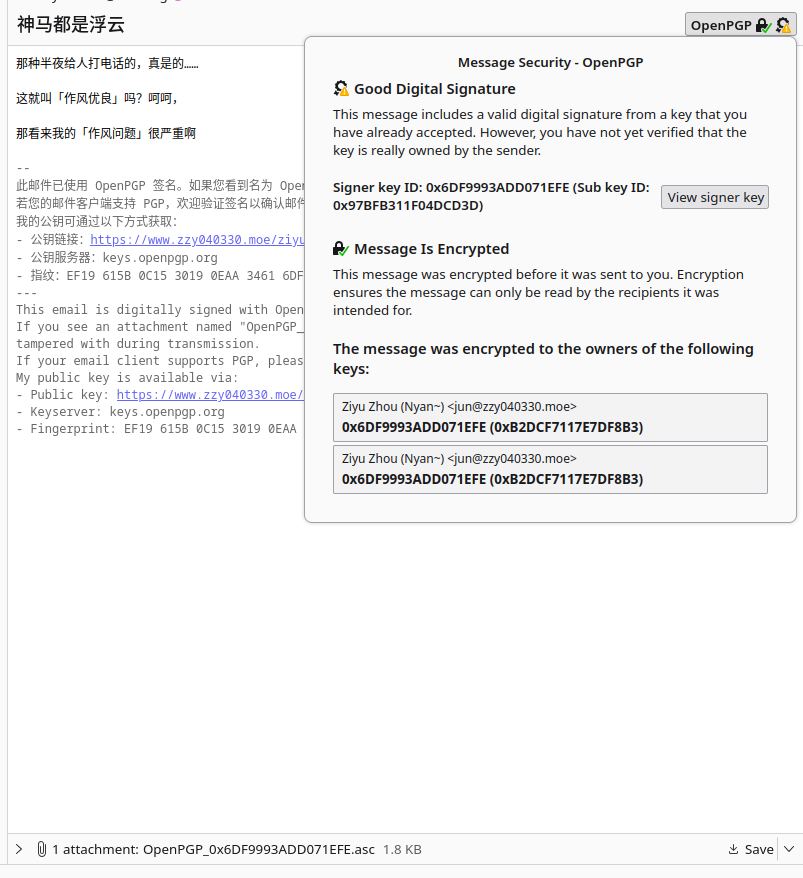 神马都是浮云
OpenPGP
那种半夜给人打电话的，真是的……
这就叫「作风优良」吗？呵呵，
那看来我的「作风问题」很严重啊
--
此邮件已使用 OpenPGP 签名。如果您看到名为
若您的邮件客户端支持 PGP，欢迎验证签名以确认邮件
我的公钥可通过以下方式获取：
- 公钥链接：https://www.zzy040330.moe/ziyu
- 公钥服务器：keys.openpgp.org
- 指纹：EF19 615B 0C15 3019 0EAA 3461 6DF
---
This email is digitally signed with Open
If you see an attachment named "OpenPGP_
tampered with during transmission.
If your email client supports PGP, pleas
My public key is available via:
- Public key: https://www.zzy040330.moe/
- Keyserver: keys.openpgp.org
- Fingerprint: EF19 615B 0C15 3019 0EAA
Message Security - OpenPGP
Good Digital Signature
This message includes a valid digital signature from a key that you
have already accepted. However, you have not yet verified that the
key is really owned by the sender.
Signer key ID: 0x6DF9993ADD071EFE (Sub key ID:
0x97BFB311F04DCD3D)
View signer key
Message Is Encrypted
This message was encrypted before it was sent to you. Encryption
ensures the message can only be read by the recipients it was
intended for.
The message was encrypted to the owners of the following
keys:
Ziyu Zhou (Nyan~) <jun@zzy040330.moe>
0x6DF9993ADD071EFE (0xB2DCF7117E7DF8B3)
Ziyu Zhou (Nyan~) <jun@zzy040330.moe>
0x6DF9993ADD071EFE (0xB2DCF7117E7DF8B3)
1 attachment: OpenPGP_0x6DF9993ADD071EFE.asc 1.8 KB
Save